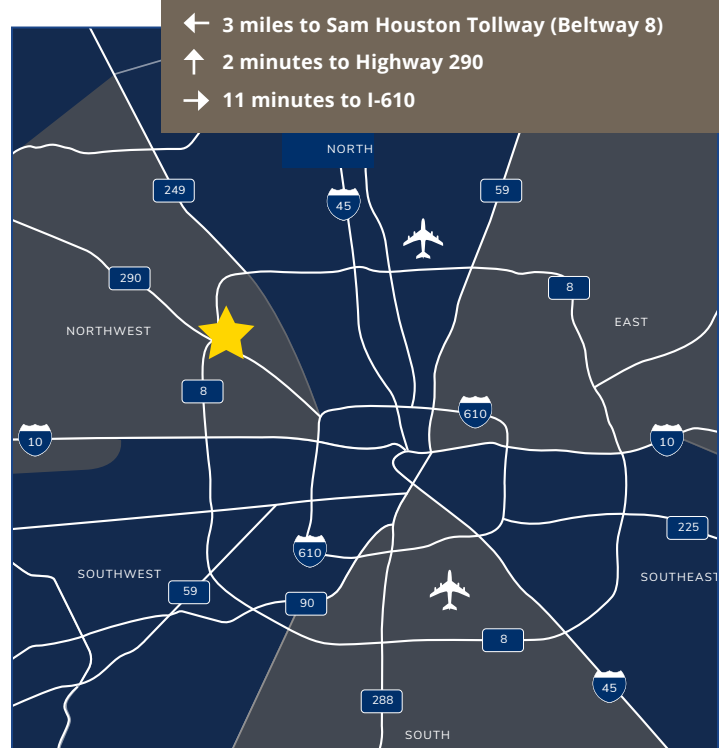 ← 3 miles to Sam Houston Tollway (Beltway 8)
↑ 2 minutes to Highway 290
→ 11 minutes to I-610
NORTH
249
45
59
290
8
NORTHWEST
EAST
8
610
10
10
225
610
SOUTHWEST
SOUTHEAST
59
90
8
45
288
SOUTH